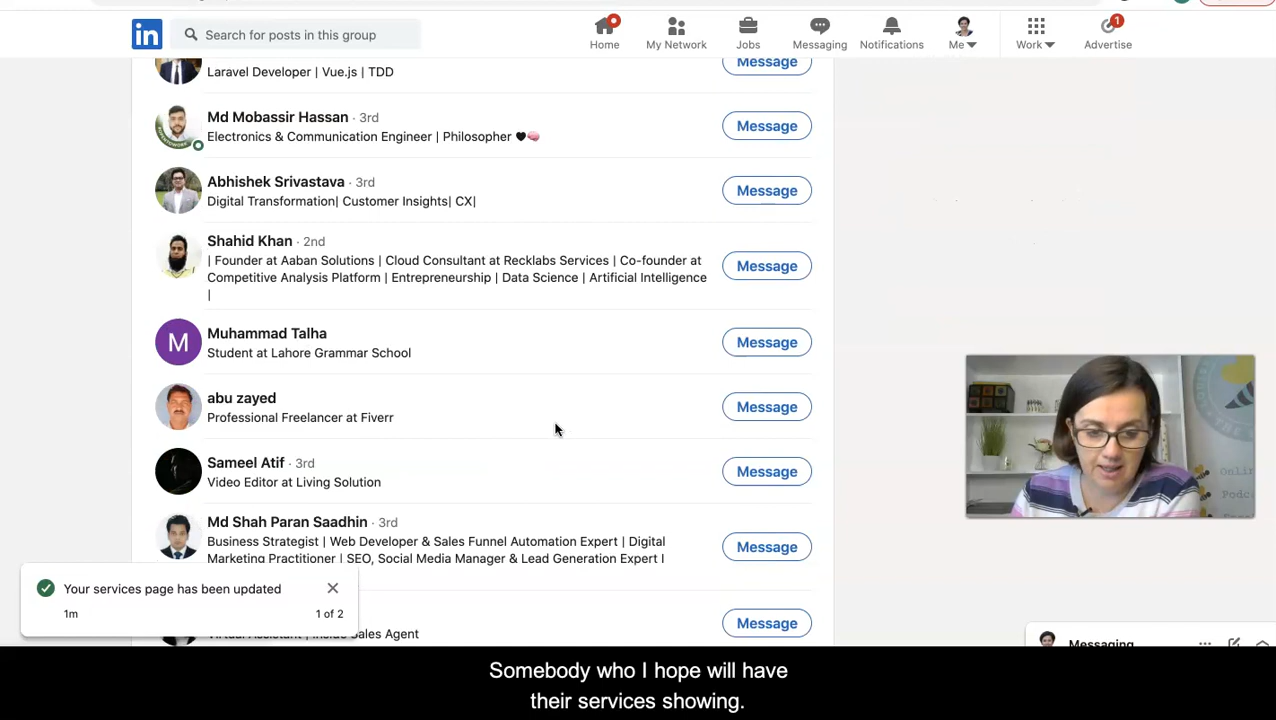 in
Search for posts in this group
Home
My Network
Jobs
Messaging
Notifications
Me
Work
1
Advertise
Laravel Developer | Vue.js | TDD
Message
Md Mobassir Hassan · 3rd
Electronics & Communication Engineer | Philosopher 🖤🧠
Message
Abhishek Srivastava · 3rd
Digital Transformation| Customer Insights| CX|
Message
Shahid Khan · 2nd
| Founder at Aaban Solutions | Cloud Consultant at Recklabs Services | Co-founder at
Competitive Analysis Platform | Entrepreneurship | Data Science | Artificial Intelligence
|
Message
M
Muhammad Talha
Student at Lahore Grammar School
Message
abu zayed
Professional Freelancer at Fiverr
Message
Sameel Atif · 3rd
Video Editor at Living Solution
Message
Md Shah Paran Saadhin · 3rd
Business Strategist | Web Developer & Sales Funnel Automation Expert | Digital
Marketing Practitioner | SEO, Social Media Manager & Lead Generation Expert I
Message
Your services page has been updated
1m
1 of 2
Virtual Assistant | Inside Sales Agent
Message
Messaging
Somebody who I hope will have
their services showing.